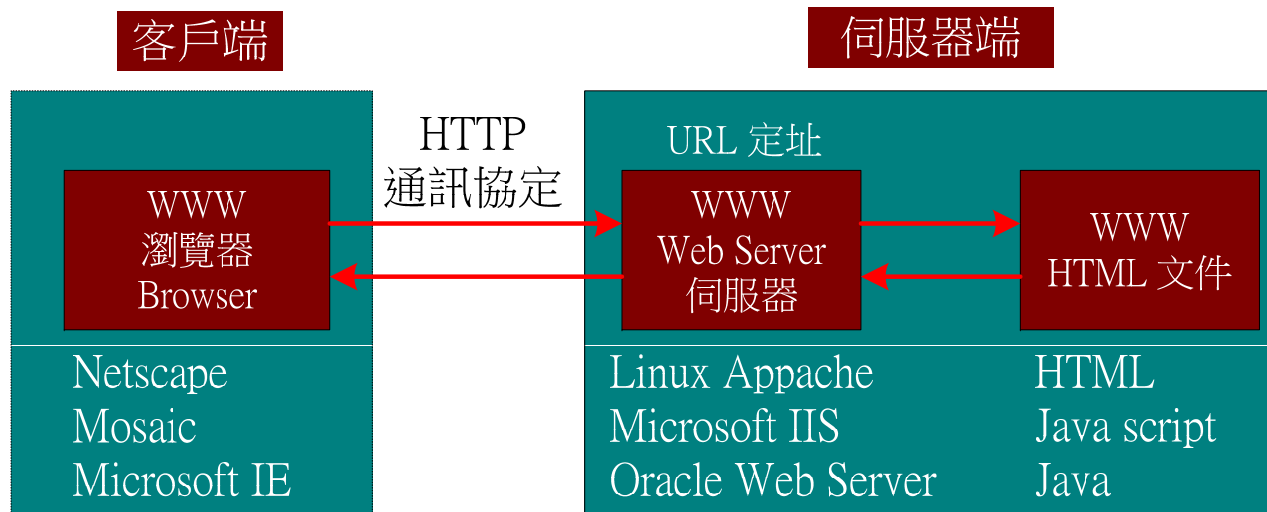 客戶端
伺服器端
HTTP
通訊協定
URL 定址
WWW
瀏覽器
Browser
WWW
Web Server
伺服器
WWW
HTML 文件
Netscape
Mosaic
Microsoft IE
Linux Appache
Microsoft IIS
Oracle Web Server
HTML
Java script
Java